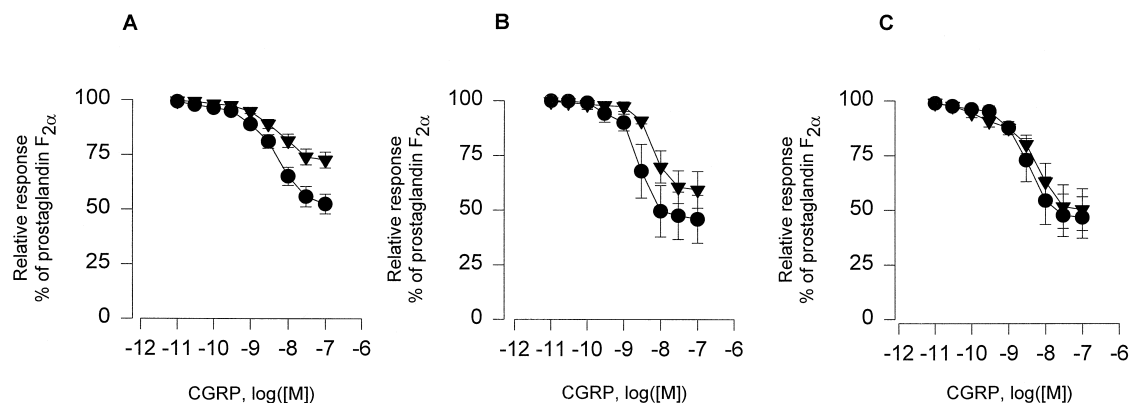 A
B
C
Relative response
% of prostaglandin F2α
100
75
50
25
0
-12 -11 -10 -9 -8 -7 -6
CGRP, log([M])
Relative response
% of prostaglandin F2α
100
75
50
25
0
-12 -11 -10 -9 -8 -7 -6
CGRP, log([M])
Relative response
% of prostaglandin F2α
100
75
50
25
0
-12 -11 -10 -9 -8 -7 -6
CGRP, log([M])